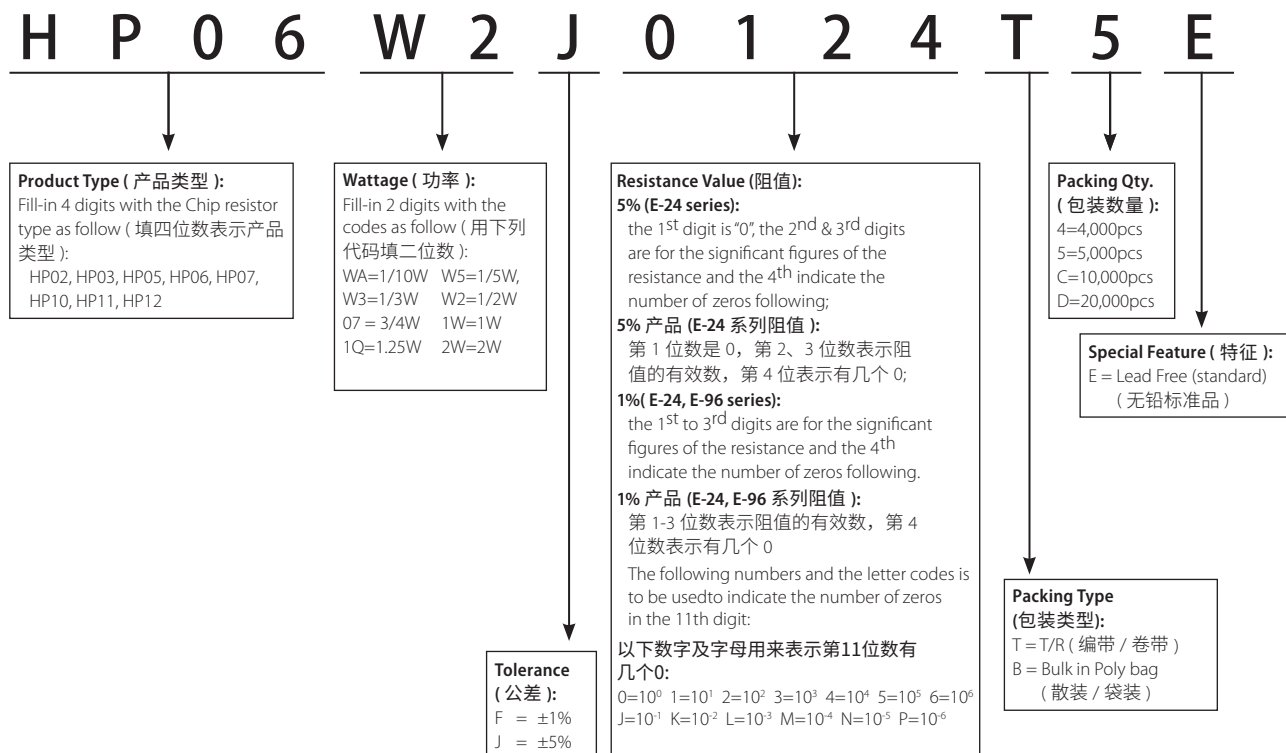 H P 0 6 W 2 J 0 1 2 4 T 5 E
Product Type ( 产品类型 ):
Fill-in 4 digits with the Chip resistor
type as follow ( 填四位数表示产品
类型 ):
HP02, HP03, HP05, HP06, HP07,
HP10, HP11, HP12
Wattage ( 功率 ):
Fill-in 2 digits with the
codes as follow ( 用下列
代码填二位数 ):
WA=1/10W W5=1/5W,
W3=1/3W W2=1/2W
07 = 3/4W 1W=1W
1Q=1.25W 2W=2W
Tolerance
( 公差 ):
F = ±1%
J = ±5%
Resistance Value (阻值):
5% (E-24 series):
the 1st digit is "0", the 2nd & 3rd digits
are for the significant figures of the
resistance and the 4th indicate the
number of zeros following;
5% 产品 (E-24 系列阻值 ):
第 1 位数是 0，第 2、3 位数表示阻
值的有效数，第 4 位表示有几个 0;
1%( E-24, E-96 series):
the 1st to 3rd digits are for the significant
figures of the resistance and the 4th
indicate the number of zeros following.
1% 产品 (E-24, E-96 系列阻值 ):
第 1-3 位数表示阻值的有效数，第 4
位数表示有几个 0
The following numbers and the letter codes is
to be usedto indicate the number of zeros
in the 11th digit:
以下数字及字母用来表示第11位数有
几个0:
0=10⁰ 1=10¹ 2=10² 3=10³ 4=10⁴ 5=10⁵ 6=10⁶
J=10⁻¹ K=10⁻² L=10⁻³ M=10⁻⁴ N=10⁻⁵ P=10⁻⁶
Packing Type
(包装类型):
T = T/R ( 编带 / 卷带 )
B = Bulk in Poly bag
( 散装 / 袋装 )
Packing Qty.
( 包装数量 ):
4=4,000pcs
5=5,000pcs
C=10,000pcs
D=20,000pcs
Special Feature ( 特征 ):
E = Lead Free (standard)
( 无铅标准品 )